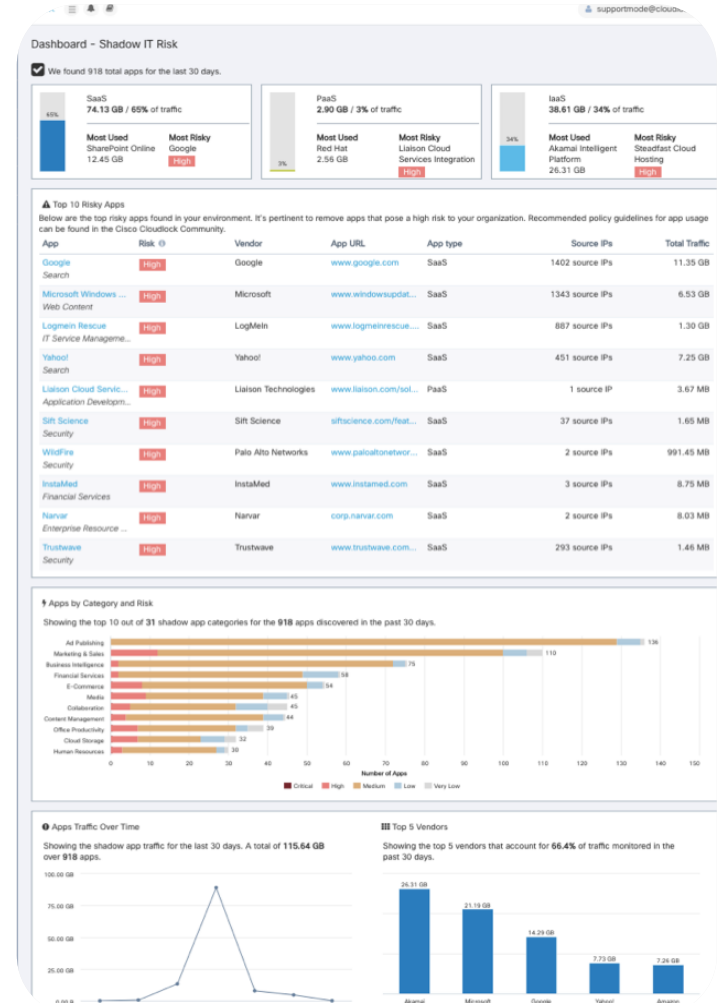 supportmode@cloud
Dashboard - Shadow IT Risk
We found 918 total apps for the last 30 days.
65%
SaaS
74.13 GB / 65% of traffic
Most Used
SharePoint Online
12.45 GB
Most Risky
Google
High
3%
PaaS
2.90 GB / 3% of traffic
Most Used
Red Hat
2.56 GB
Most Risky
Liaison Cloud
Services Integration
High
34%
IaaS
38.61 GB / 34% of traffic
Most Used
Akamai Intelligent
Platform
26.31 GB
Most Risky
Steadfast Cloud
Hosting
High
Top 10 Risky Apps
Below are the top risky apps found in your environment. It's pertinent to remove apps that pose a high risk to your organization. Recommended policy guidelines for app usage
can be found in the Cisco Cloudlock Community.
App Risk Vendor App URL App type Source IPs Total Traffic
Google High Google www.google.com SaaS 1402 source IPs 11.35 GB
Search
Microsoft Windows ... High Microsoft www.windowsupdat... SaaS 1343 source IPs 6.53 GB
Web Content
Logmein Rescue High LogMeIn www.logmeinrescue.... SaaS 887 source IPs 1.30 GB
IT Service Manageme...
Yahoo! High Yahoo! www.yahoo.com SaaS 451 source IPs 7.25 GB
Search
Liaison Cloud Servic... High Liaison Technologies www.liaison.com/sol... PaaS 1 source IP 3.67 MB
Application Developm...
Sift Science High Sift Science siftscience.com/feat... SaaS 37 source IPs 1.65 MB
Security
WildFire High Palo Alto Networks www.paloaltonetwor... SaaS 2 source IPs 991.45 MB
Security
InstaMed High InstaMed www.instamed.com SaaS 3 source IPs 8.75 MB
Financial Services
Narvar High Narvar corp.narvar.com SaaS 2 source IPs 8.03 MB
Enterprise Resource ...
Trustwave High Trustwave www.trustwave.com... SaaS 293 source IPs 1.46 MB
Security
Apps by Category and Risk
Showing the top 10 out of 31 shadow app categories for the 918 apps discovered in the past 30 days.
Ad Publishing 136
Marketing & Sales 110
Business Intelligence 75
Financial Services 58
E-Commerce 54
Media 45
Collaboration 45
Content Management 44
Office Productivity 39
Cloud Storage 32
Human Resources 30
0 10 20 30 40 50 60 70 80 90 100 110 120 130 140 150
Number of Apps
Critical High Medium Low Very Low
Apps Traffic Over Time
Showing the shadow app traffic for the last 30 days. A total of 115.64 GB
over 918 apps.
100.00 GB
75.00 GB
50.00 GB
25.00 GB
0.00 B
Top 5 Vendors
Showing the top 5 vendors that account for 66.4% of traffic monitored in the
past 30 days.
26.31 GB
21.19 GB
14.29 GB
7.73 GB
7.26 GB
Akamai Microsoft Google Yahoo! Amazon